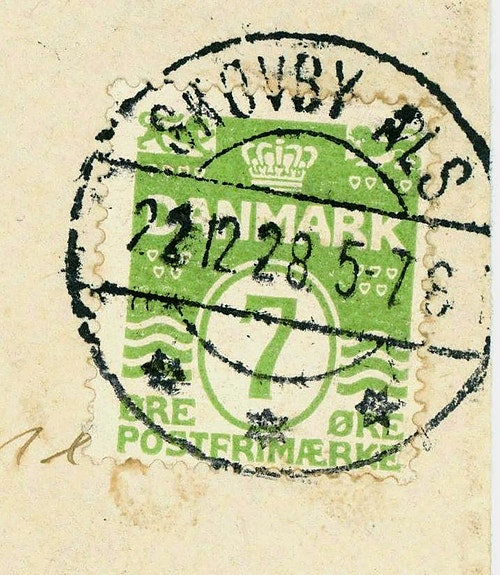 SKOVBY ALS
DANMARK
22.12.28.5-7
7
ØRE ØRE
POSTFRIMÆRKE